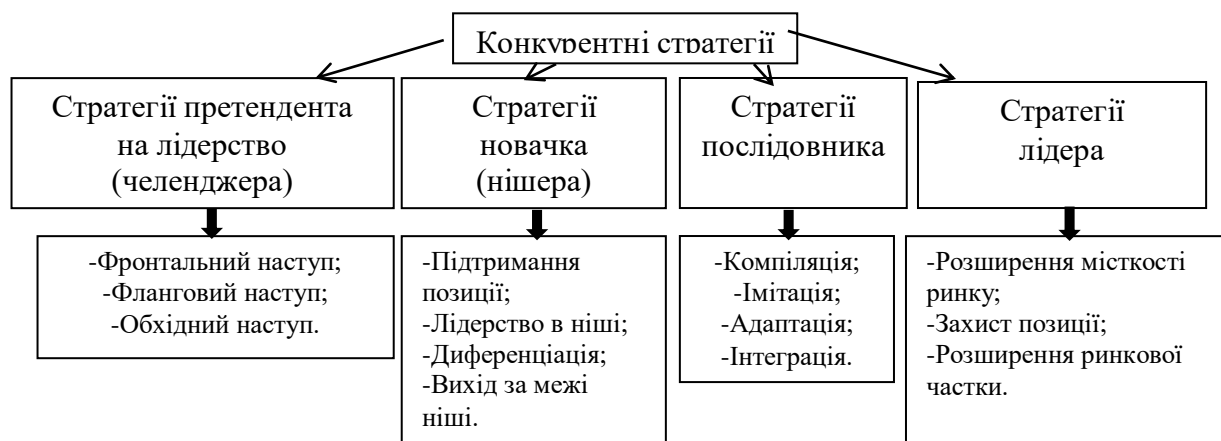 Конкурентні стратегії
Стратегії претендента
на лідерство
(челенджера)
Стратегії
новачка
(нішера)
Стратегії
послідовника
Стратегії
лідера
-Фронтальний наступ;
-Фланговий наступ;
-Обхідний наступ.
-Підтримання
позиції;
-Лідерство в ніші;
-Диференціація;
-Вихід за межі
ніші.
-Компіляція;
-Імітація;
-Адаптація;
-Інтеграція.
-Розширення місткості
ринку;
-Захист позиції;
-Розширення ринкової
частки.